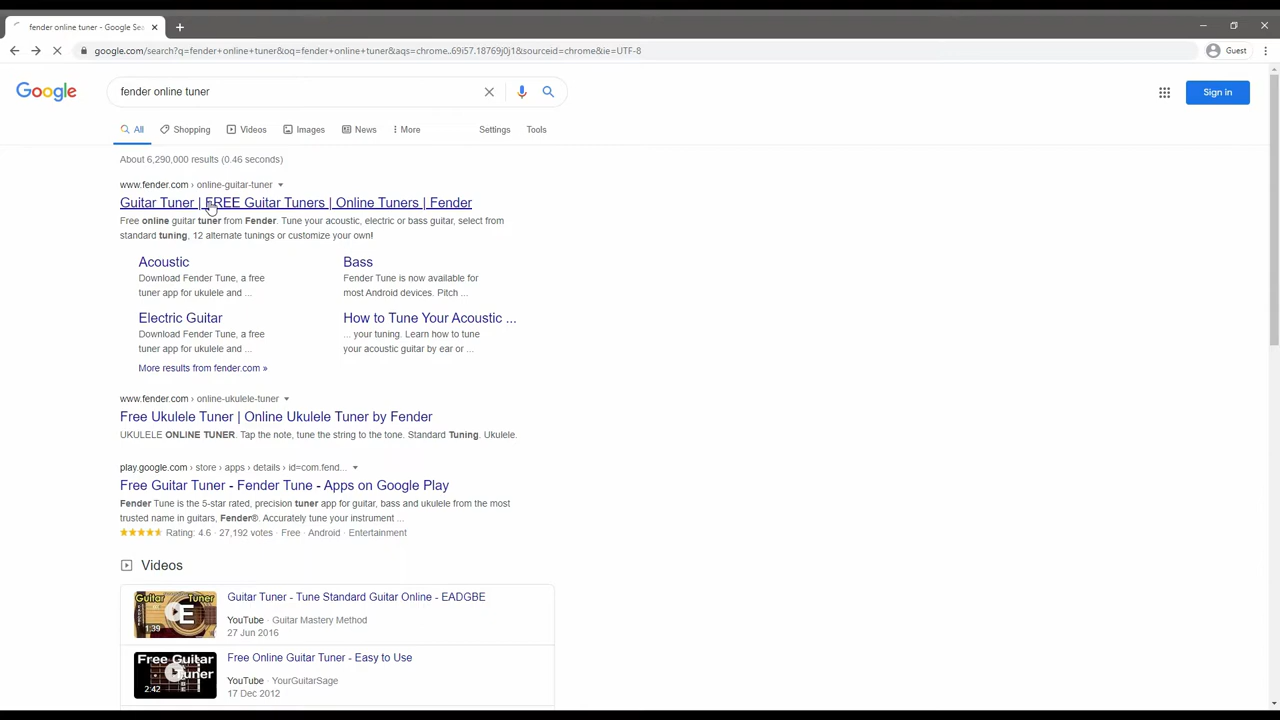 fender online tuner - Google Sea
google.com/search?q=fender+online+tuner&oq=fender+online+tuner&aqs=chrome..69i57.18769j0j1&sourceid=chrome&ie=UTF-8
Guest
Google
fender online tuner
Sign in
All
Shopping
Videos
Images
News
More
Settings
Tools
About 6,290,000 results (0.46 seconds)
www.fender.com › online-guitar-tuner
Guitar Tuner | FREE Guitar Tuners | Online Tuners | Fender
Free online guitar tuner from Fender. Tune your acoustic, electric or bass guitar, select from
standard tuning, 12 alternate tunings or customize your own!
Acoustic
Download Fender Tune, a free
tuner app for ukulele and ...
Bass
Fender Tune is now available for
most Android devices. Pitch ...
Electric Guitar
Download Fender Tune, a free
tuner app for ukulele and ...
How to Tune Your Acoustic ...
... your tuning. Learn how to tune
your acoustic guitar by ear or ...
More results from fender.com »
www.fender.com › online-ukulele-tuner
Free Ukulele Tuner | Online Ukulele Tuner by Fender
UKULELE ONLINE TUNER. Tap the note, tune the string to the tone. Standard Tuning. Ukulele.
play.google.com › store › apps › details › id=com.fend...
Free Guitar Tuner - Fender Tune - Apps on Google Play
Fender Tune is the 5-star rated, precision tuner app for guitar, bass and ukulele from the most
trusted name in guitars, Fender®. Accurately tune your instrument ...
Rating: 4.6 · 27,192 votes · Free · Android · Entertainment
Videos
Guitar Tuner
E
1:39
Guitar Tuner - Tune Standard Guitar Online - EADGBE
YouTube · Guitar Mastery Method
27 Jun 2016
Free Guitar
Tuner
2:42
Free Online Guitar Tuner - Easy to Use
YouTube · YourGuitarSage
17 Dec 2012